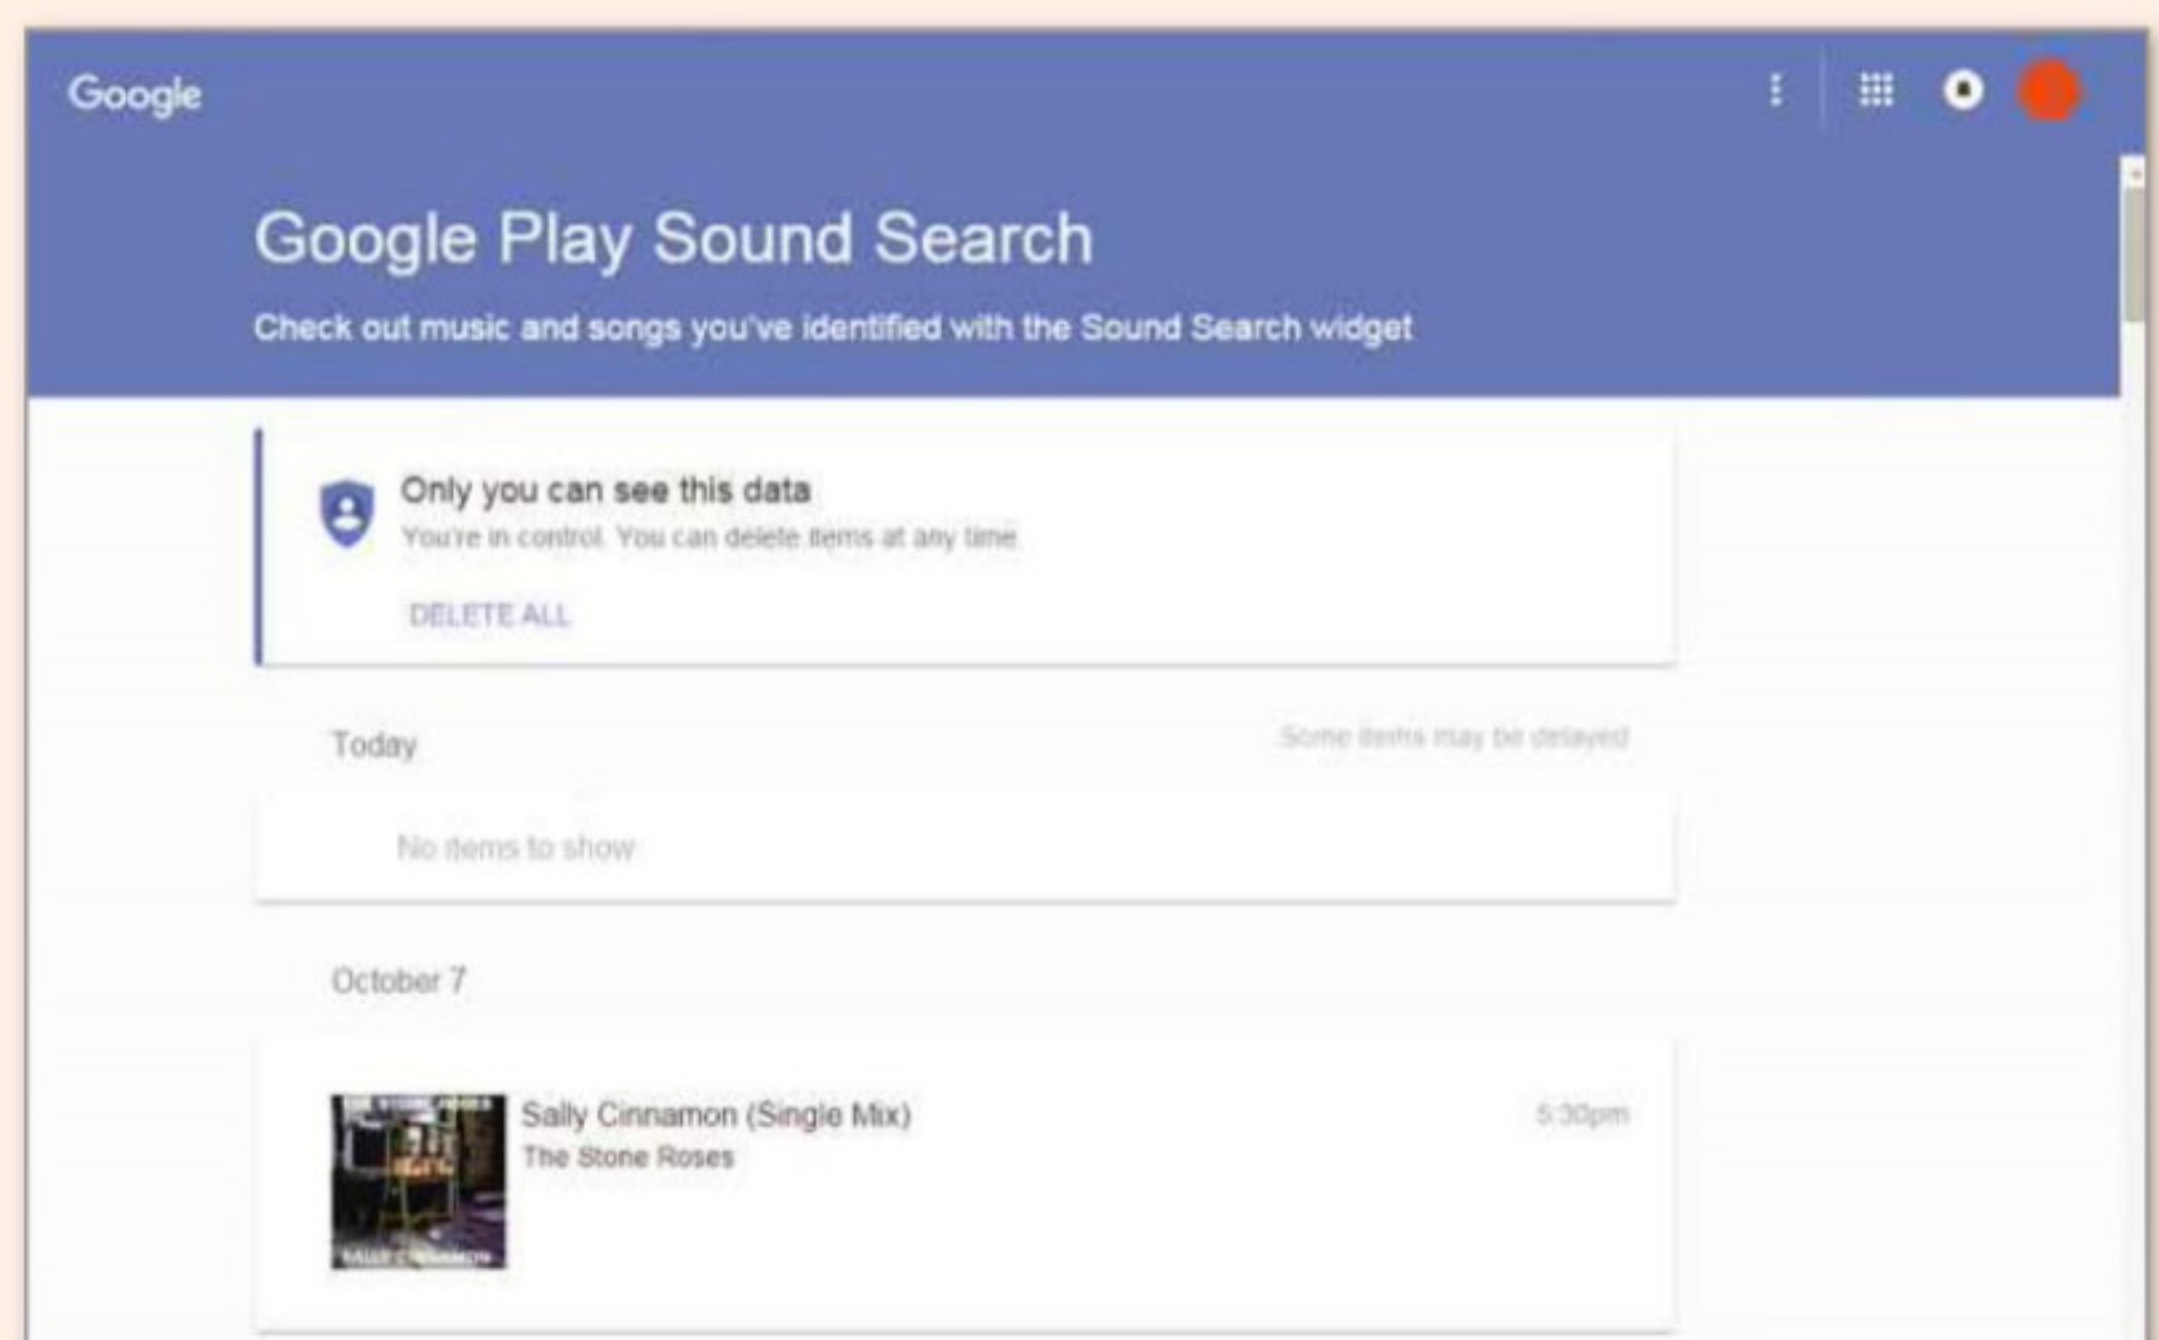 Google
Google Play Sound Search
Check out music and songs you've identified with the Sound Search widget
Only you can see this data
You're in control. You can delete items at any time.
DELETE ALL
Today
Some items may be delayed
No items to show
October 7
Sally Cinnamon (Single Mix)
5:30pm
The Stone Roses
SALLY CINNAMON